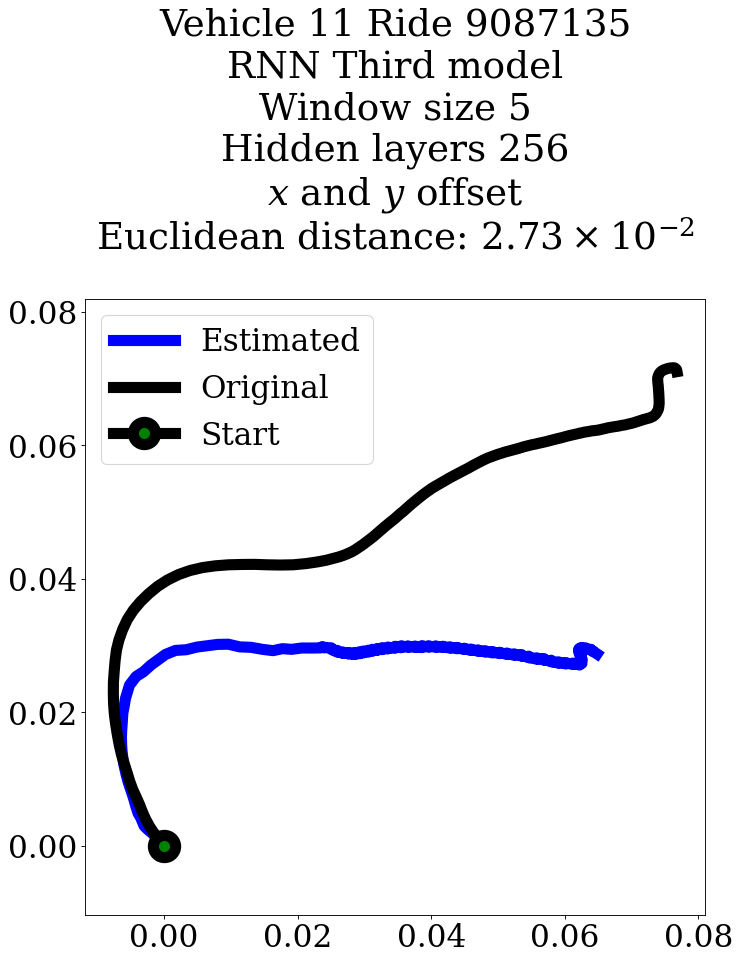 Vehicle 11 Ride 9087135
RNN Third model
Window size 5
Hidden layers 256
x and y offset
Euclidean distance: 2.73 × 10⁻²
0.08
Estimated
Original
Start
0.06
0.04
0.02
0.00
0.00 0.02 0.04 0.06 0.08